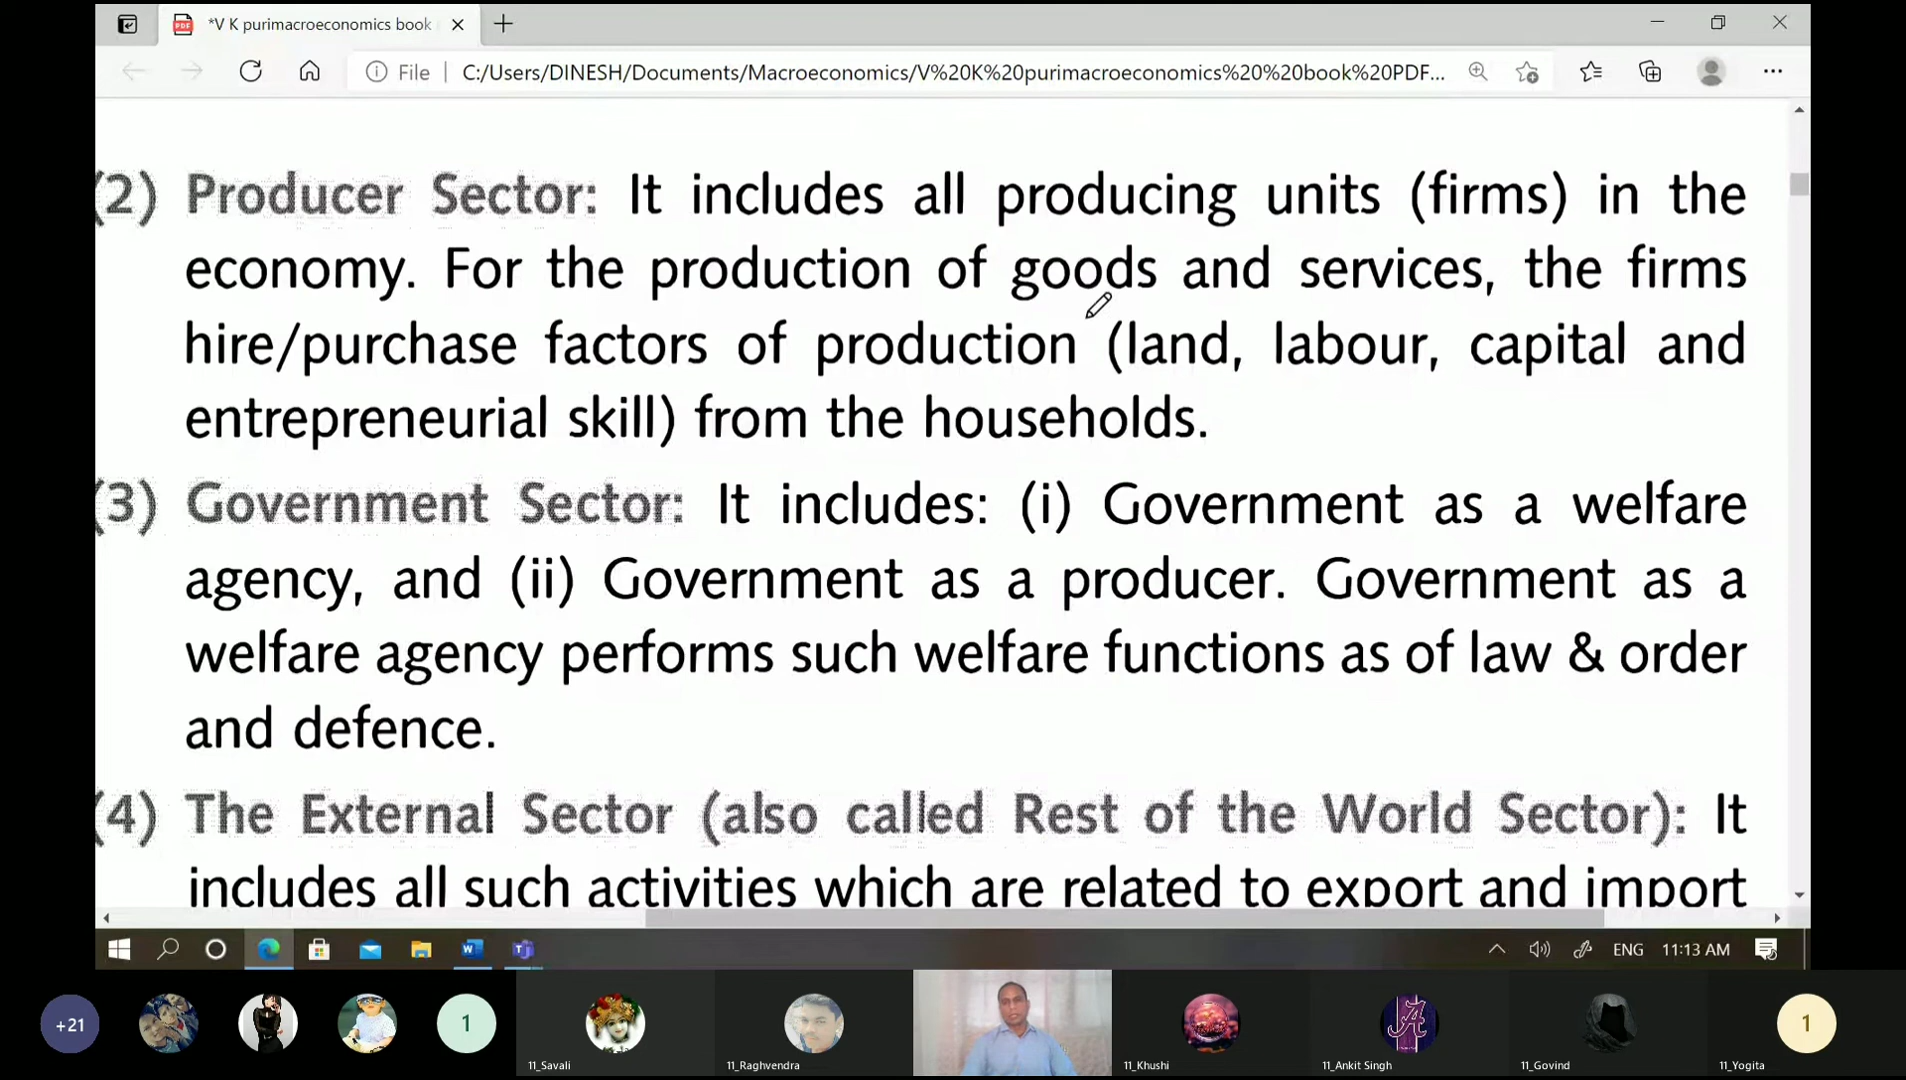 *V K purimacroeconomics book
File
C:/Users/DINESH/Documents/Macroeconomics/V%20K%20purimacroeconomics%20%20book%20PDF...
(2) Producer Sector: It includes all producing units (firms) in the
economy. For the production of goods and services, the firms
hire/purchase factors of production (land, labour, capital and
entrepreneurial skill) from the households.
(3) Government Sector: It includes: (i) Government as a welfare
agency, and (ii) Government as a producer. Government as a
welfare agency performs such welfare functions as of law & order
and defence.
(4) The External Sector (also called Rest of the World Sector): It
includes all such activities which are related to export and import
ENG 11:13 AM
+21
1
1
11_Savali
11_Raghvendra
11_Khushi
11_Ankit Singh
11_Govind
11_Yogita